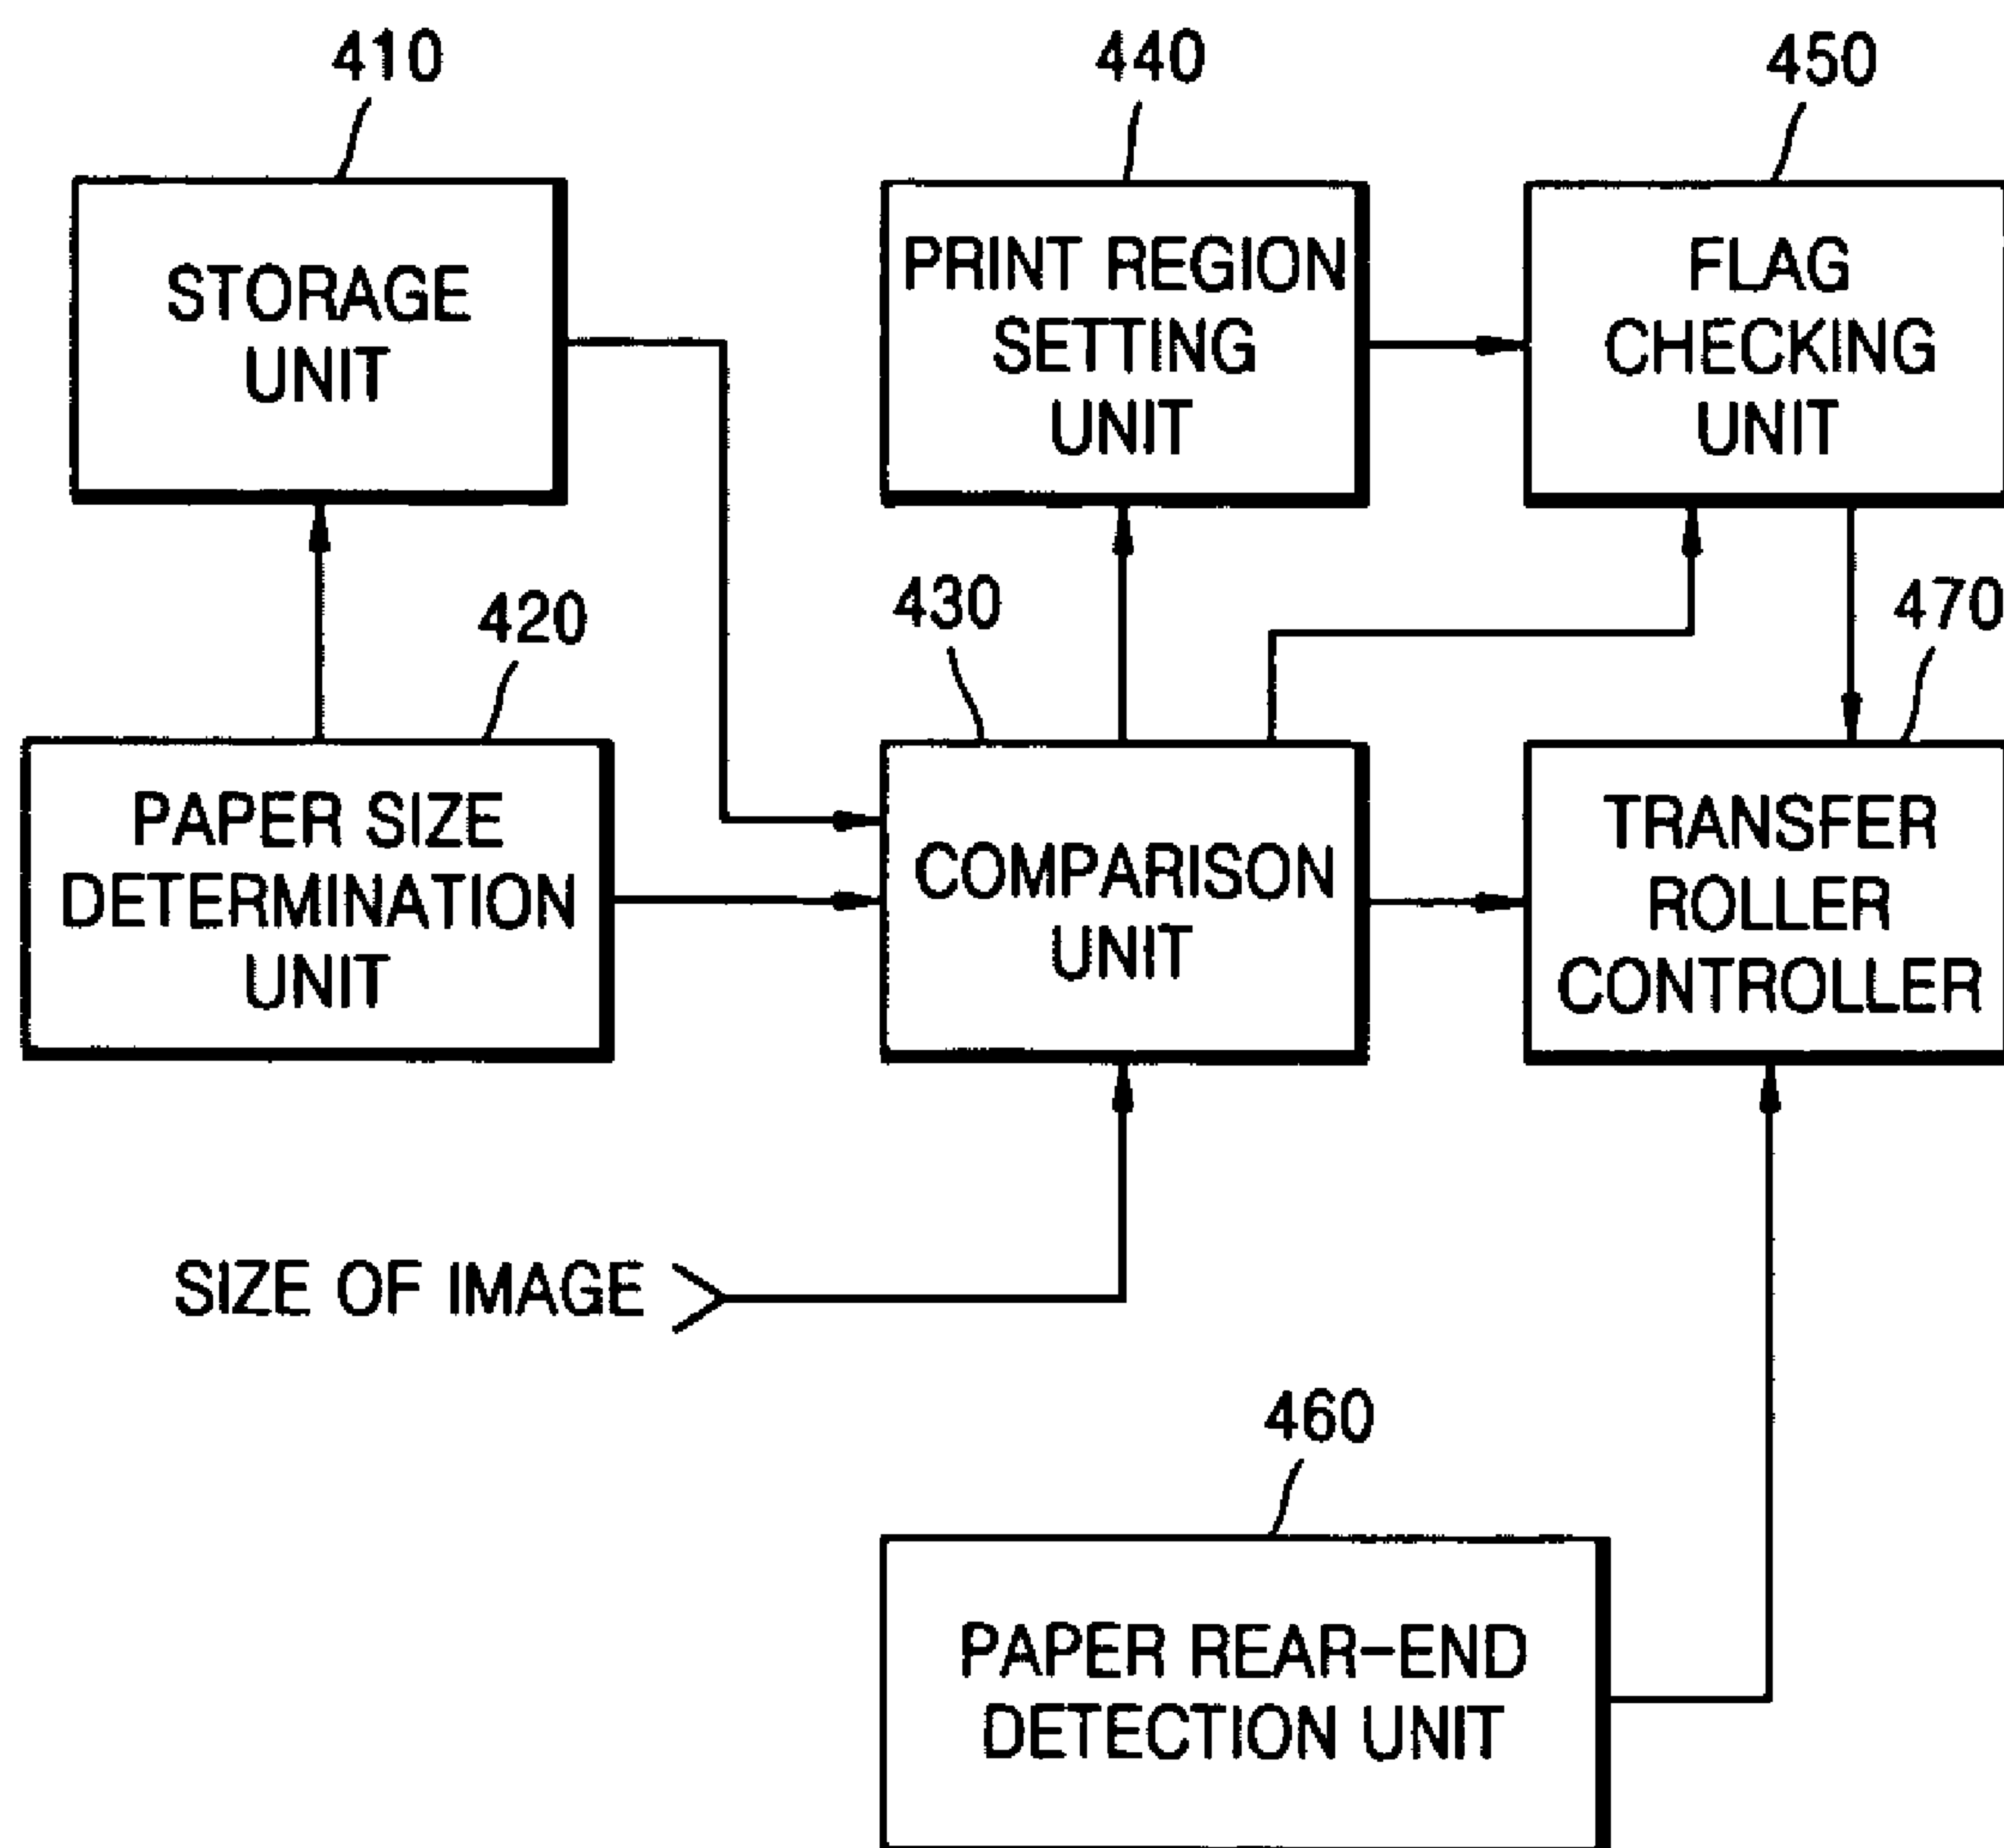 410
440
450
STORAGE
UNIT
PRINT REGION
SETTING
UNIT
FLAG
CHECKING
UNIT
420
430
470
PAPER SIZE
DETERMINATION
UNIT
COMPARISON
UNIT
TRANSFER
ROLLER
CONTROLLER
SIZE OF IMAGE
460
PAPER REAR-END
DETECTION UNIT